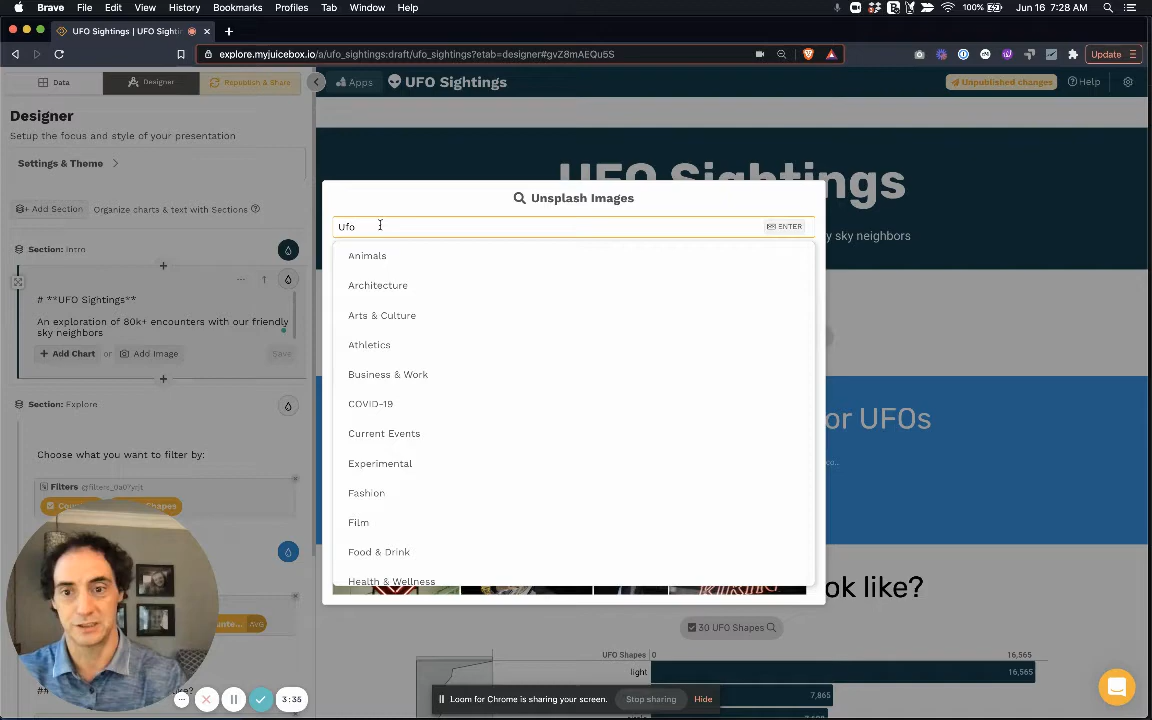 Brave File Edit View History Bookmarks Profiles Tab Window Help 100% Jun 16 7:28 AM
UFO Sightings | UFO Sightin
explore.myjuicebox.io/a/ufo_sightings:draft/ufo_sightings?etab=designer#gvZ8mAEQu5S Update
Data Designer Republish & Share Apps UFO Sightings Unpublished changes Help
Designer
Setup the focus and style of your presentation
Settings & Theme
+ Add Section Organize charts & text with Sections
Section: Intro
# **UFO Sightings**
An exploration of 80k+ encounters with our friendly
sky neighbors
+ Add Chart or Add Image Save
Section: Explore
Choose what you want to filter by:
Filters @filters_0a07yrjt
Shapes
AVG
UFO Sightings
y sky neighbors
Unsplash Images
Ufo ENTER
Animals
Architecture
Arts & Culture
Athletics
Business & Work
COVID-19
Current Events
Experimental
Fashion
Film
Food & Drink
Health & Wellness
or UFOs
ook like?
30 UFO Shapes
UFO Shapes 0 16,565
light 16,565
7,865
3:35
Loom for Chrome is sharing your screen. Stop sharing Hide